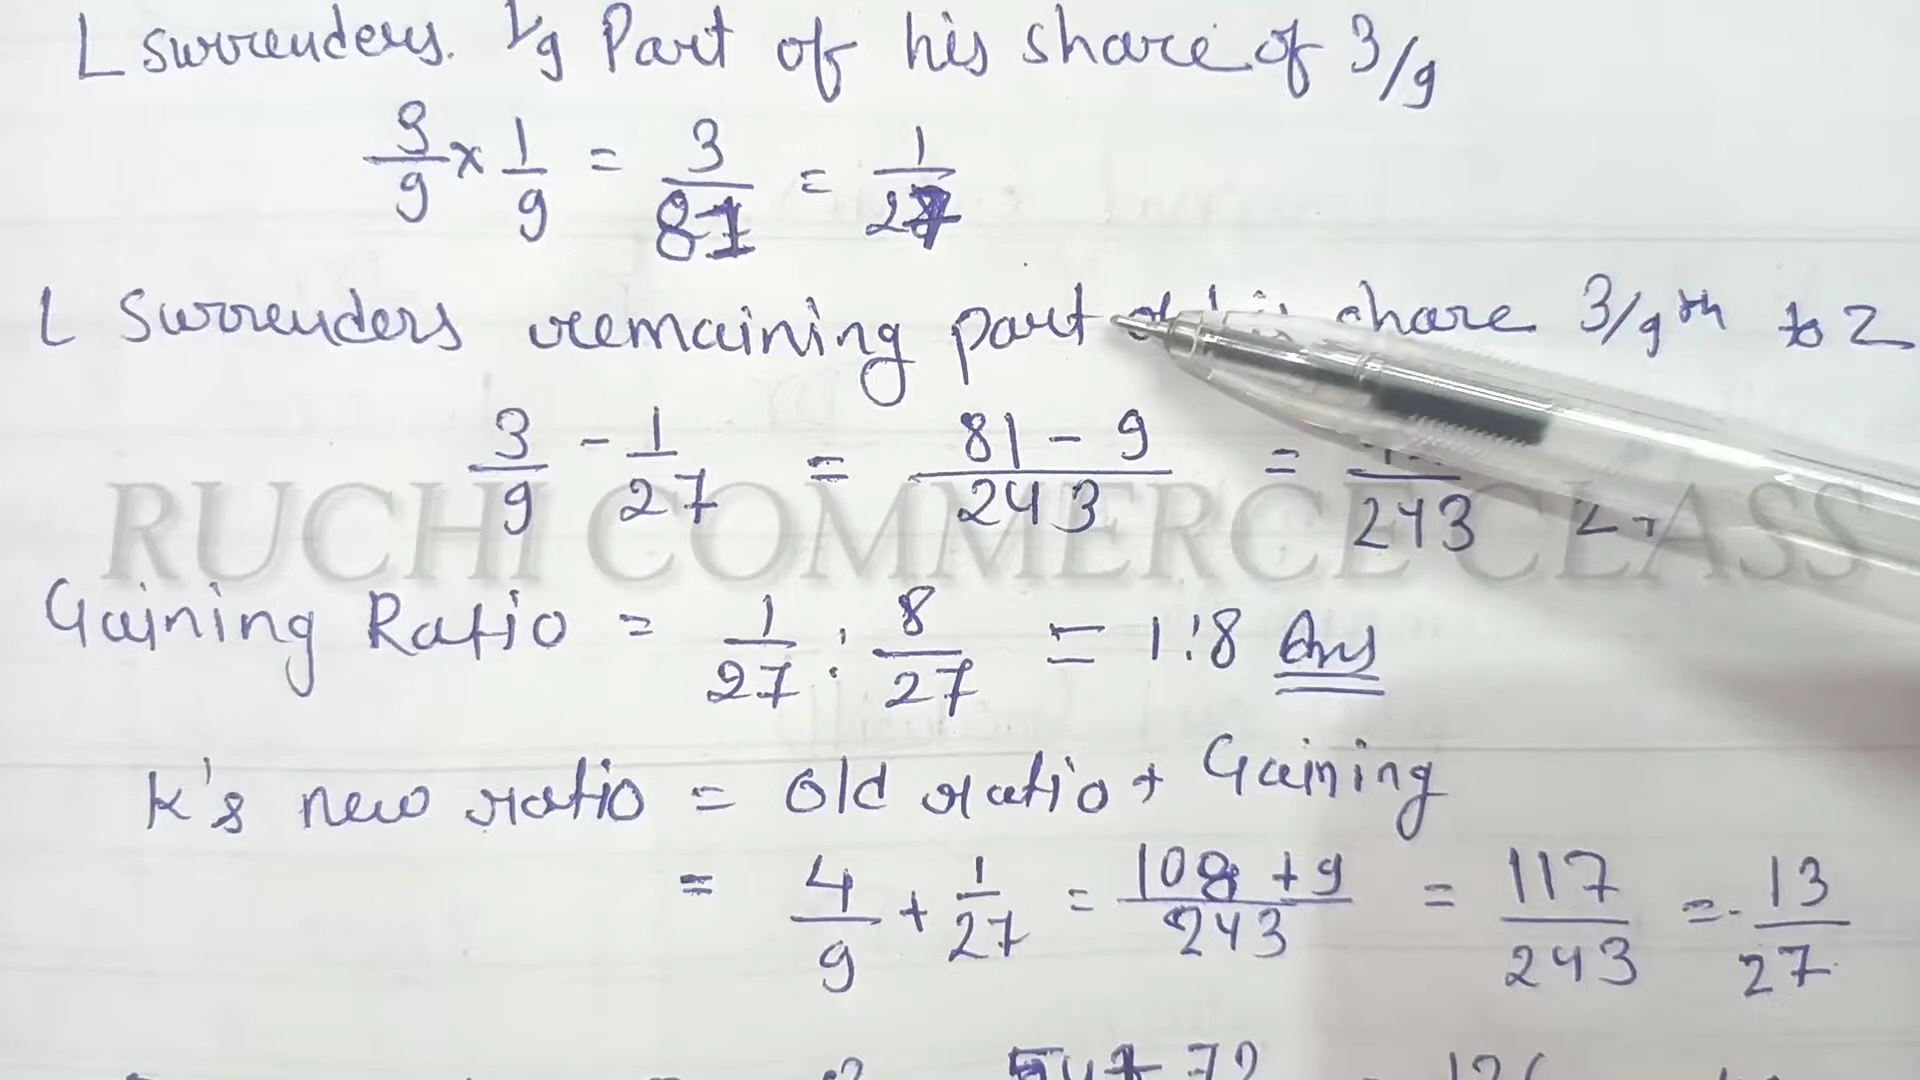 L surrenders. 1/9 Part of his share of 3/9
3/9 × 1/9 = 3/81 = 1/27
L Surrenders remaining part share 3/9th to Z
3/9 - 1/27 = 81 - 9/243 = /243
RUCHI COMMERCE CLASS
Gaining Ratio = 1/27 : 8/27 = 1:8 Ans
K's new ratio = Old ratio + Gaining
= 4/9 + 1/27 = 108 + 9/243 = 117/243 = 13/27